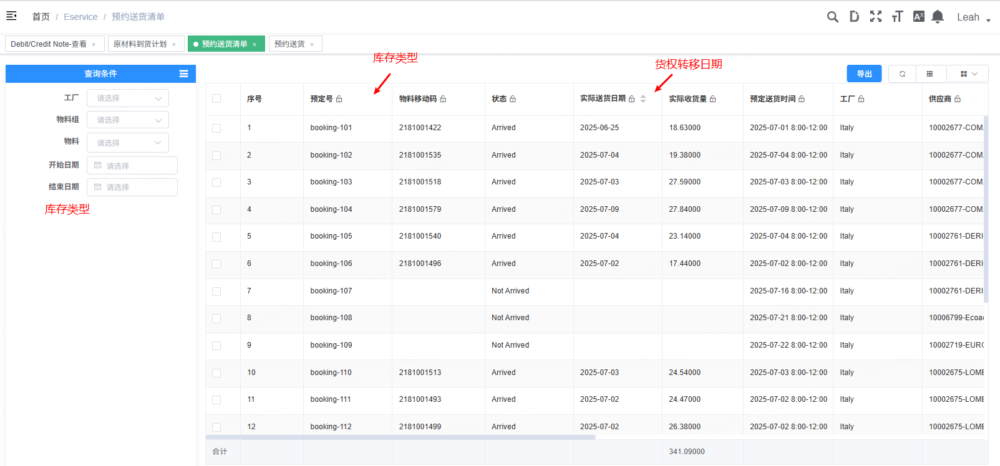 首页 / Eservice / 预约送货清单
Leah
Debit/Credit Note-查看 ×
原材料到货计划 ×
预约送货清单 ×
预约送货 ×
库存类型
货权转移日期
查询条件
导出
工厂 请选择
物料组 请选择
物料 请选择
开始日期 请选择
结束日期 请选择
库存类型
序号 预定号 物料移动码 状态 实际送货日期 实际收货量 预定送货时间 工厂 供应商
1 booking-101 2181001422 Arrived 2025-06-25 18.63000 2025-07-01 8:00-12:00 Italy 10002677-COM.
2 booking-102 2181001535 Arrived 2025-07-04 19.38000 2025-07-04 8:00-12:00 Italy 10002677-COM.
3 booking-103 2181001518 Arrived 2025-07-03 27.59000 2025-07-03 8:00-12:00 Italy 10002677-COM.
4 booking-104 2181001579 Arrived 2025-07-09 27.84000 2025-07-09 8:00-12:00 Italy 10002677-COM.
5 booking-105 2181001540 Arrived 2025-07-04 23.14000 2025-07-04 8:00-12:00 Italy 10002761-DERI
6 booking-106 2181001496 Arrived 2025-07-02 17.44000 2025-07-02 8:00-12:00 Italy 10002761-DERI
7 booking-107 Not Arrived 2025-07-16 8:00-12:00 Italy 10002761-DERI
8 booking-108 Not Arrived 2025-07-21 8:00-12:00 Italy 10006799-Ecoa
9 booking-109 Not Arrived 2025-07-22 8:00-12:00 Italy 10002719-EUR
10 booking-110 2181001513 Arrived 2025-07-03 24.54000 2025-07-03 8:00-12:00 Italy 10002675-LOM
11 booking-111 2181001493 Arrived 2025-07-02 24.47000 2025-07-02 8:00-12:00 Italy 10002675-LOM
12 booking-112 2181001499 Arrived 2025-07-02 26.38000 2025-07-02 8:00-12:00 Italy 10002675-LOM
合计 341.09000